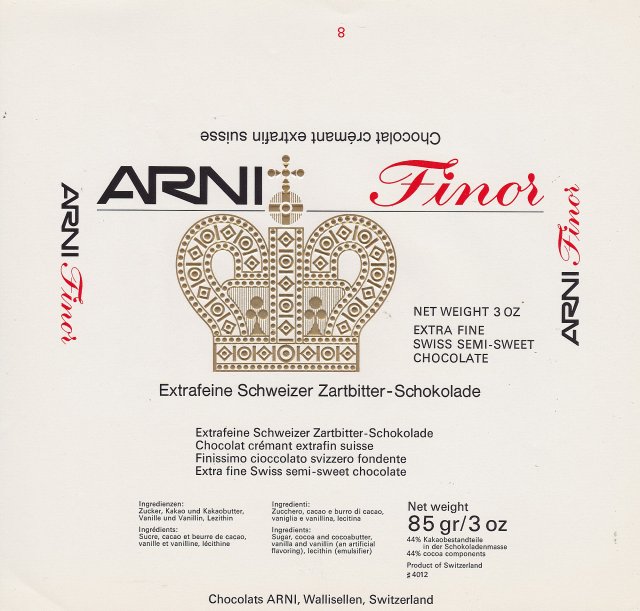 8
Chocolat crémant extrafin suisse
ARNI Finor
ARNI Finor
ARNI Finor
NET WEIGHT 3 OZ
EXTRA FINE
SWISS SEMI-SWEET
CHOCOLATE
Extrafeine Schweizer Zartbitter-Schokolade
Extrafeine Schweizer Zartbitter-Schokolade
Chocolat crémant extrafin suisse
Finissimo cioccolato svizzero fondente
Extra fine Swiss semi-sweet chocolate
Ingredienzen:
Zucker, Kakao und Kakaobutter,
Vanille und Vanillin, Lezithin
Ingrédients:
Sucre, cacao et beurre de cacao,
vanille et vanilline, lécithine
Ingredienti:
Zucchero, cacao e burro di cacao,
vaniglia e vanillina, lecitina
Ingredients:
Sugar, cocoa and cocoabutter,
vanilla and vanillin (an artificial
flavoring), lecithin (emulsifier)
Net weight
85 gr/3 oz
44% Kakaobestandteile
in der Schokoladenmasse
44% cocoa components
Product of Switzerland
4012
Chocolats ARNI, Wallisellen, Switzerland